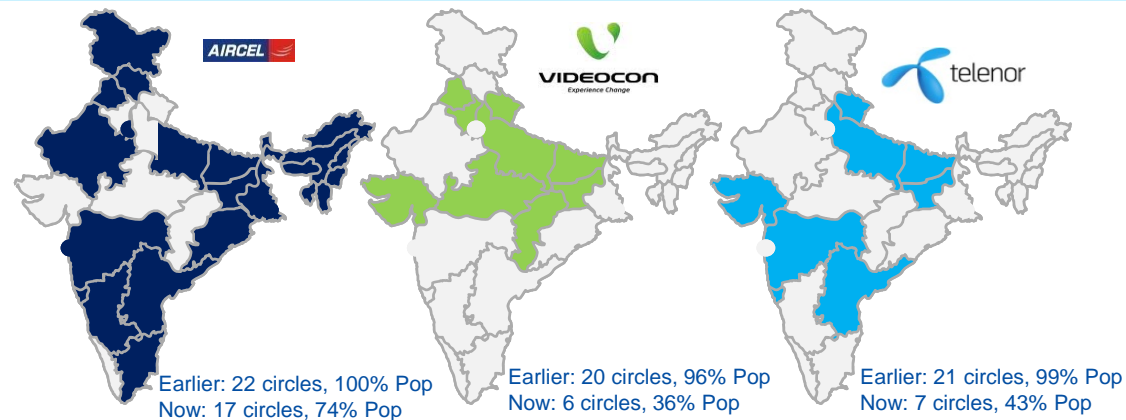 AIRCEL
VIDEOCON
Experience Change
telenor
Earlier: 22 circles, 100% Pop
Now: 17 circles, 74% Pop
Earlier: 20 circles, 96% Pop
Now: 6 circles, 36% Pop
Earlier: 21 circles, 99% Pop
Now: 7 circles, 43% Pop